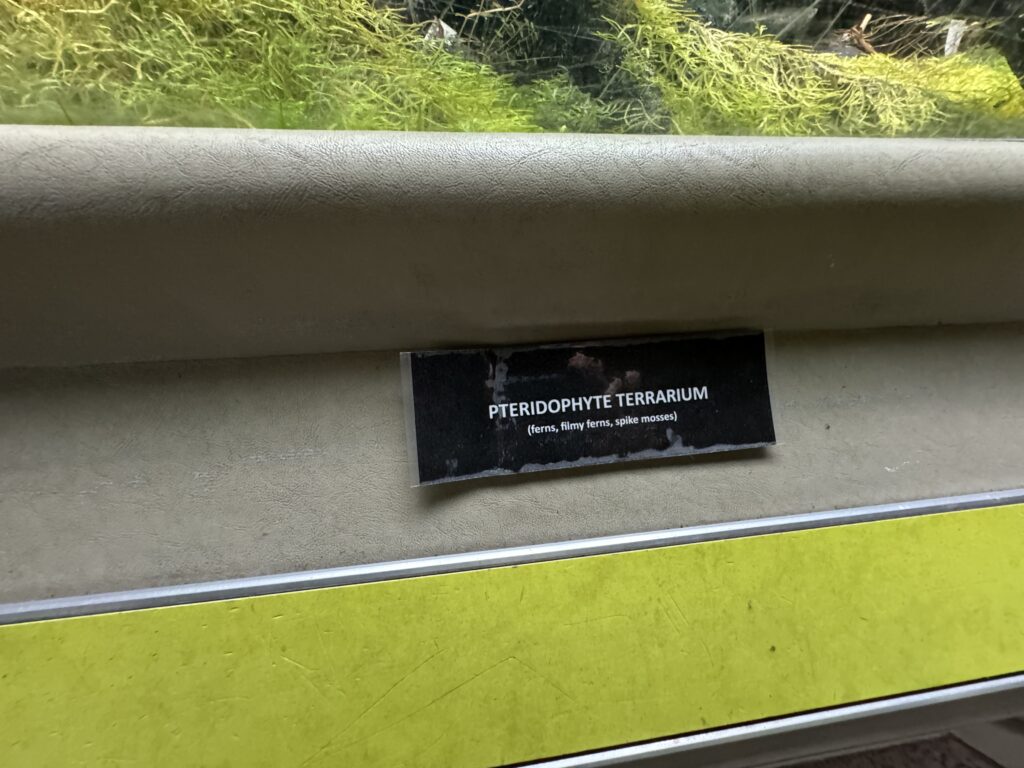 PTERIDOPHYTE TERRARIUM
(ferns, filmy ferns, spike mosses)